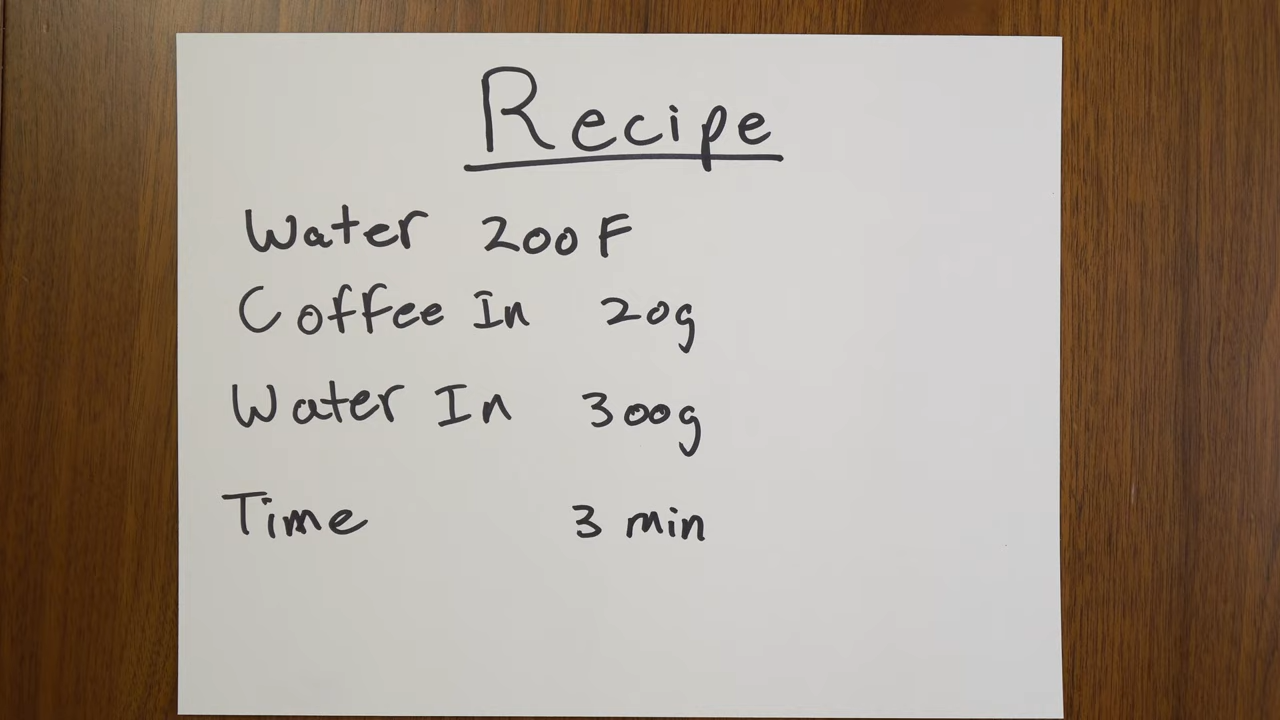 Recipe
Water 200F
Coffee In 20g
Water In 300g
Time 3 min